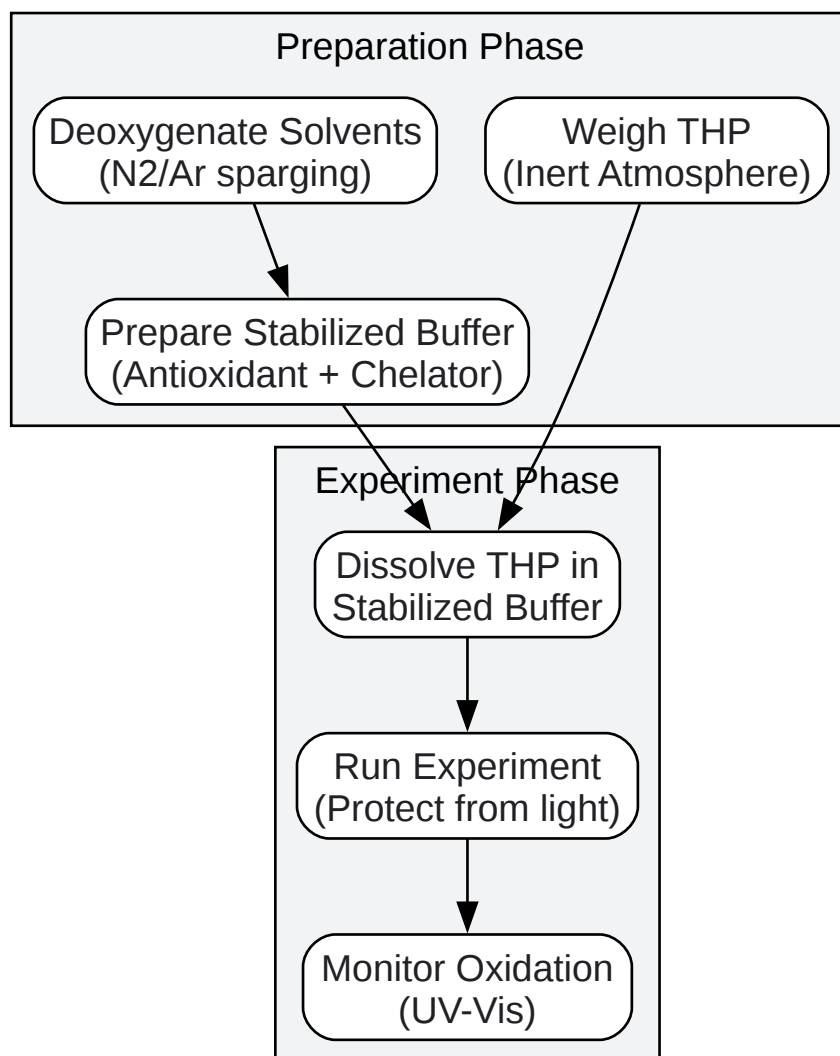 Preparation Phase
Deoxygenate Solvents
(N2/Ar sparging)
Weigh THP
(Inert Atmosphere)
Prepare Stabilized Buffer
(Antioxidant + Chelator)
Experiment Phase
Dissolve THP in
Stabilized Buffer
Run Experiment
(Protect from light)
Monitor Oxidation
(UV-Vis)